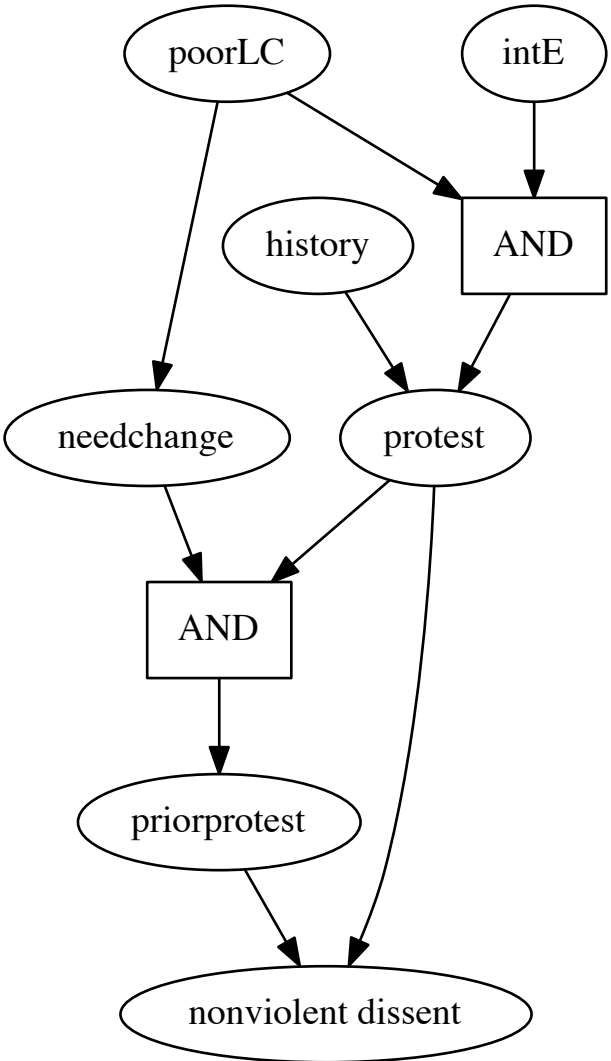 poorLC
intE
history
AND
needchange
protest
AND
priorprotest
nonviolent dissent